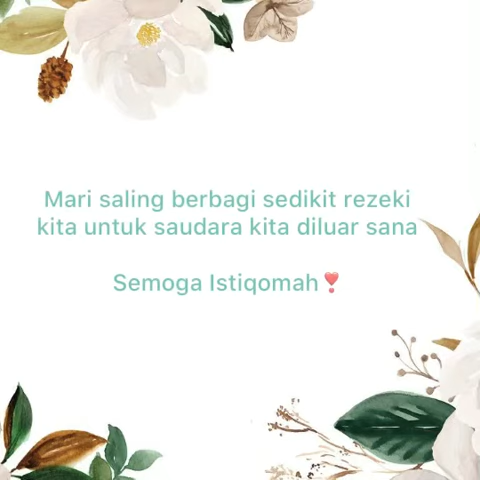 Mari saling berbagi sedikit rezeki
kita untuk saudara kita diluar sana
Semoga Istiqomah❣️